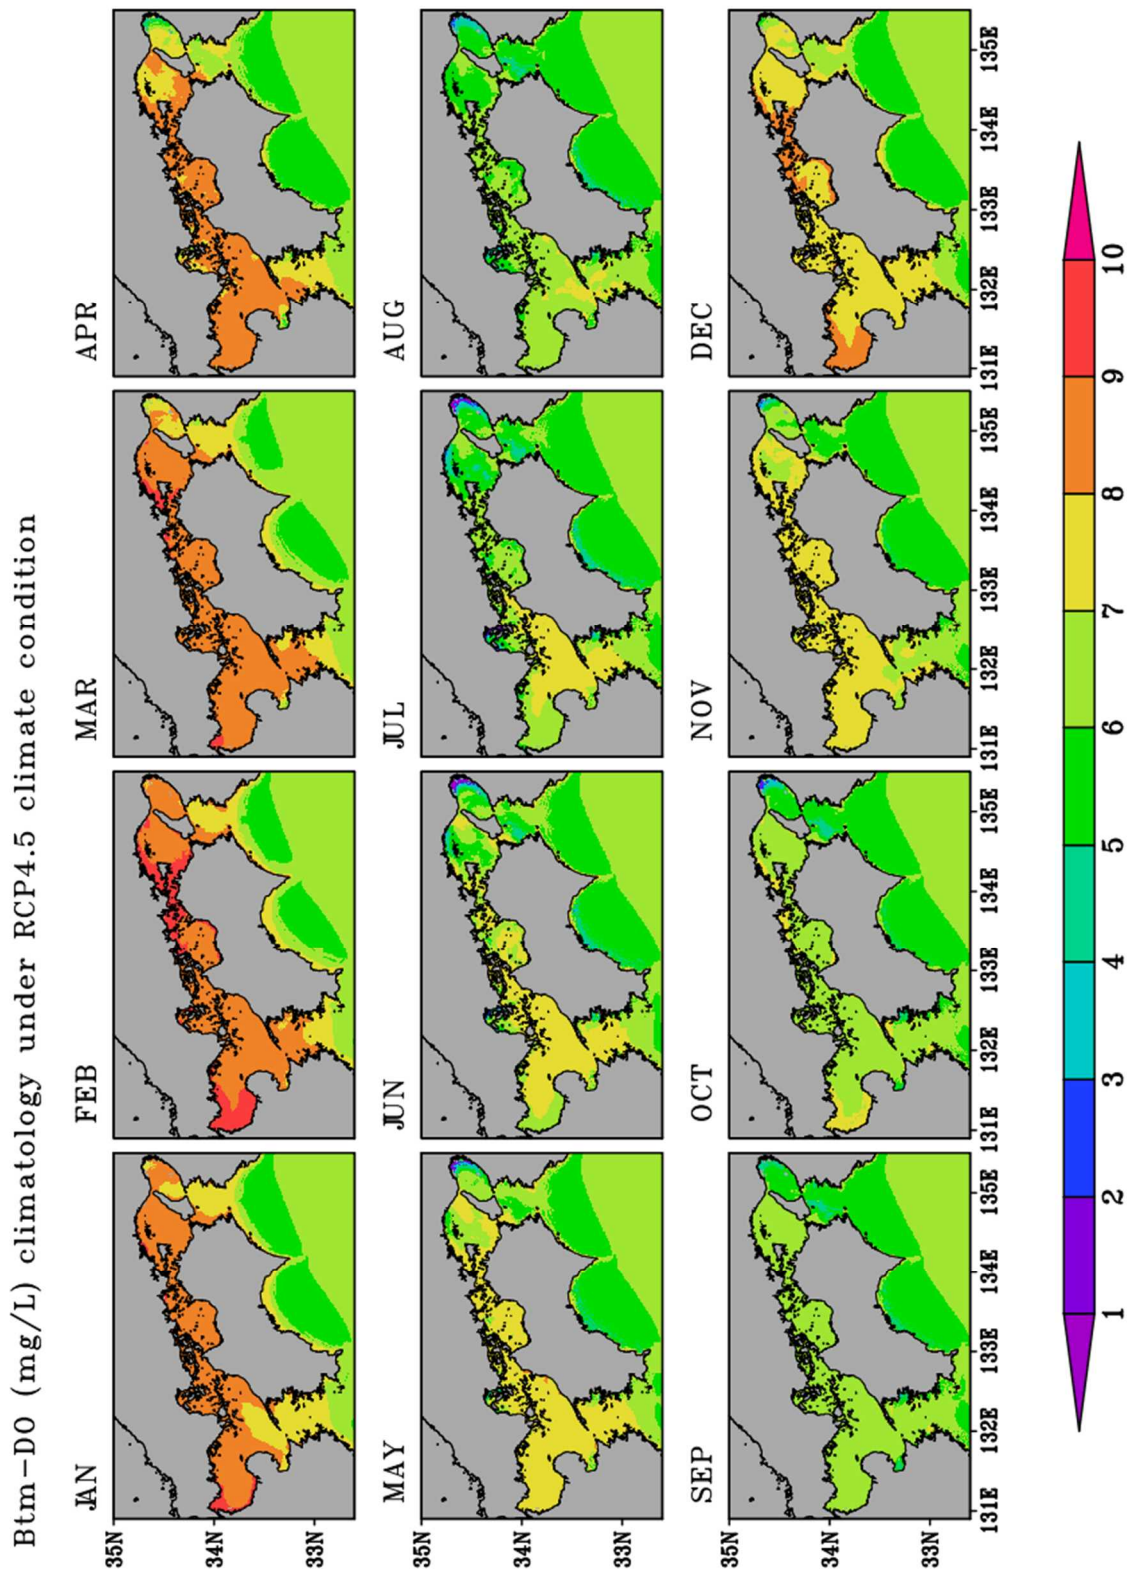 Btm-DO (mg/L) climatology under RCP4.5 climate condition
JAN
FEB
MAR
APR
35N
34N
33N
MAY
JUN
JUL
AUG
35N
34N
33N
SEP
OCT
NOV
DEC
35N
34N
33N
131E 132E 133E 134E 135E
131E 132E 133E 134E 135E
131E 132E 133E 134E 135E
131E 132E 133E 134E 135E
1 2 3 4 5 6 7 8 9 10